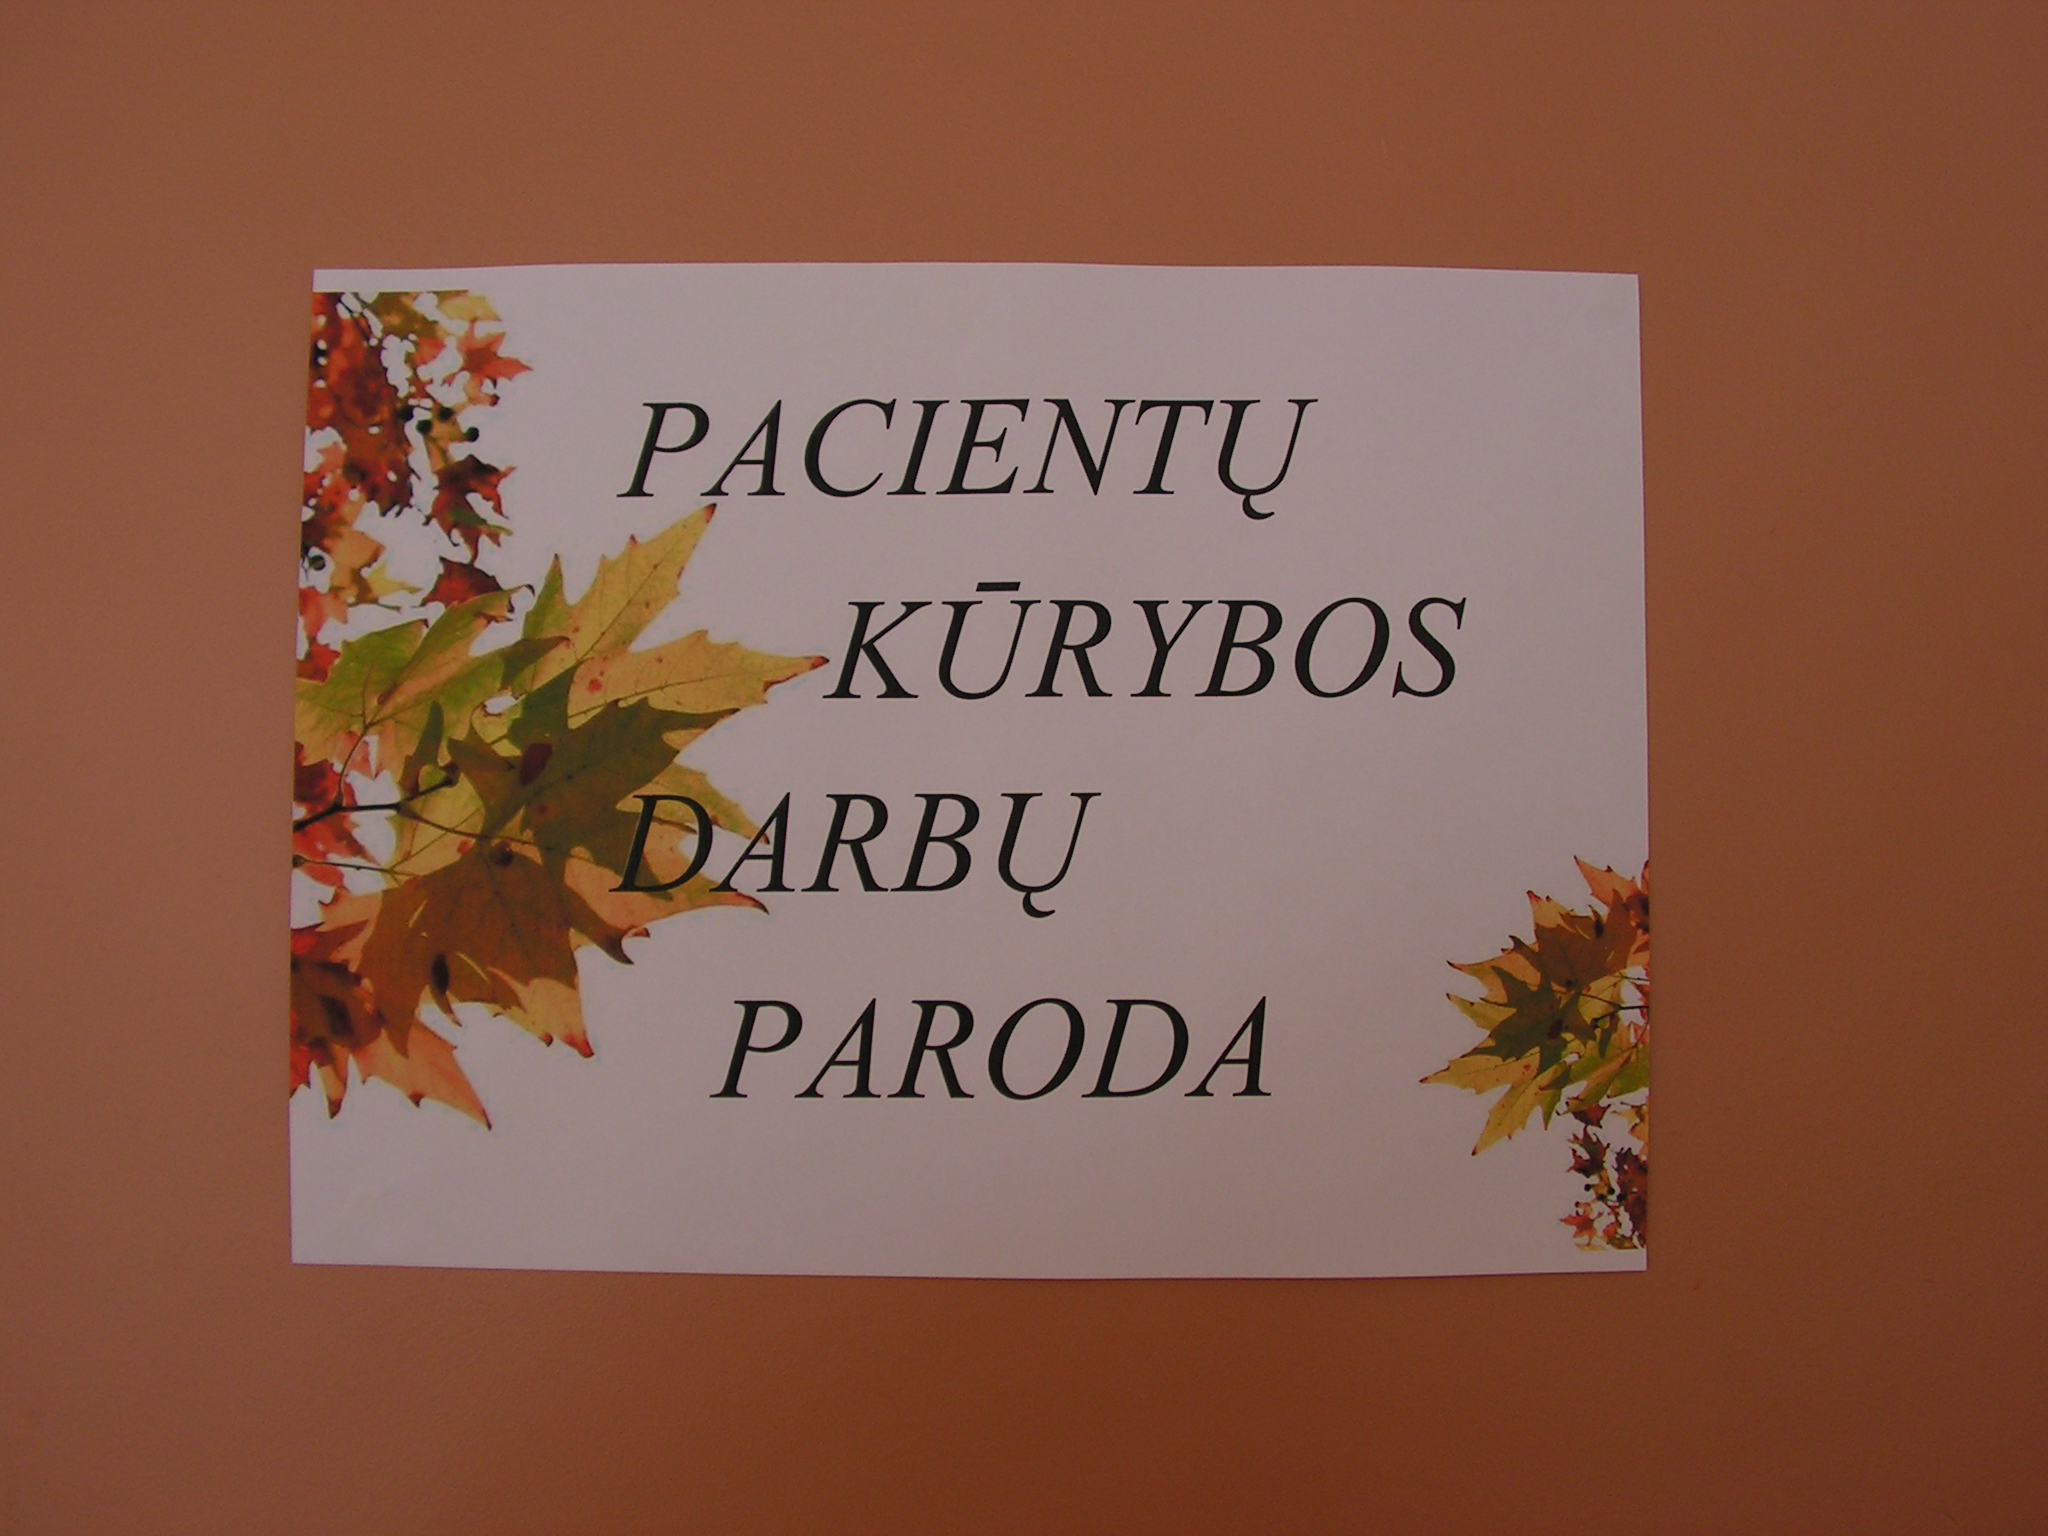 PACIENTŲ
KŪRYBOS
DARBŲ
PARODA